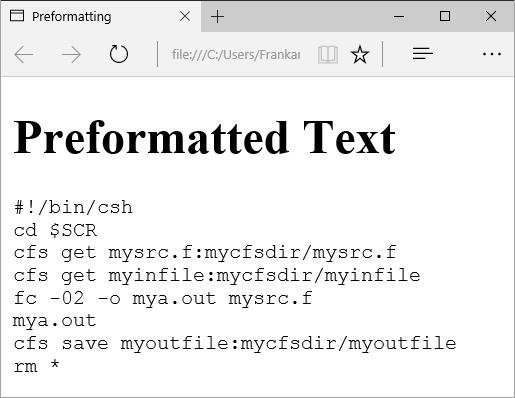 Preformatting
file:///C:/Users/Frankar
Preformatted Text
#!/bin/csh
cd $SCR
cfs get mysrc.f:mycfsdir/mysrc.f
cfs get myinfile:mycfsdir/myinfile
fc -02 -o mya.out mysrc.f
mya.out
cfs save myoutfile:mycfsdir/myoutfile
rm *